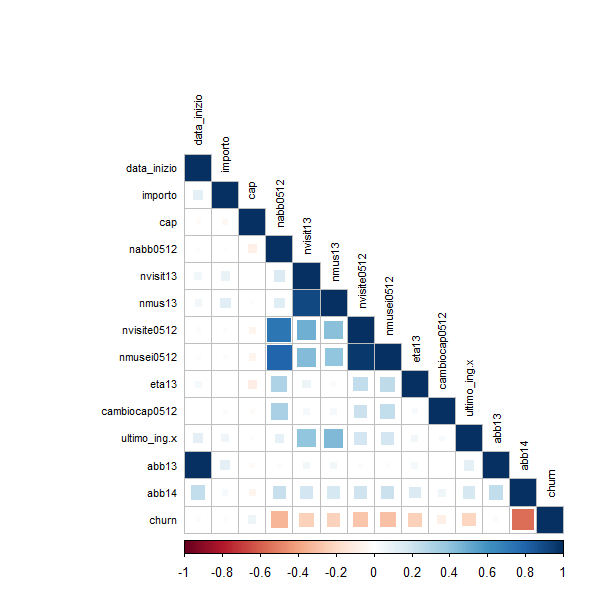 data_inizio
importo
cap
nabb0512
nvisit13
nmus13
nvisite0512
nmusei0512
eta13
cambiocap0512
ultimo_ing.x
abb13
abb14
churn
data_inizio
importo
cap
nabb0512
nvisit13
nmus13
nvisite0512
nmusei0512
eta13
cambiocap0512
ultimo_ing.x
abb13
abb14
churn
-1 -0.8 -0.6 -0.4 -0.2 0 0.2 0.4 0.6 0.8 1